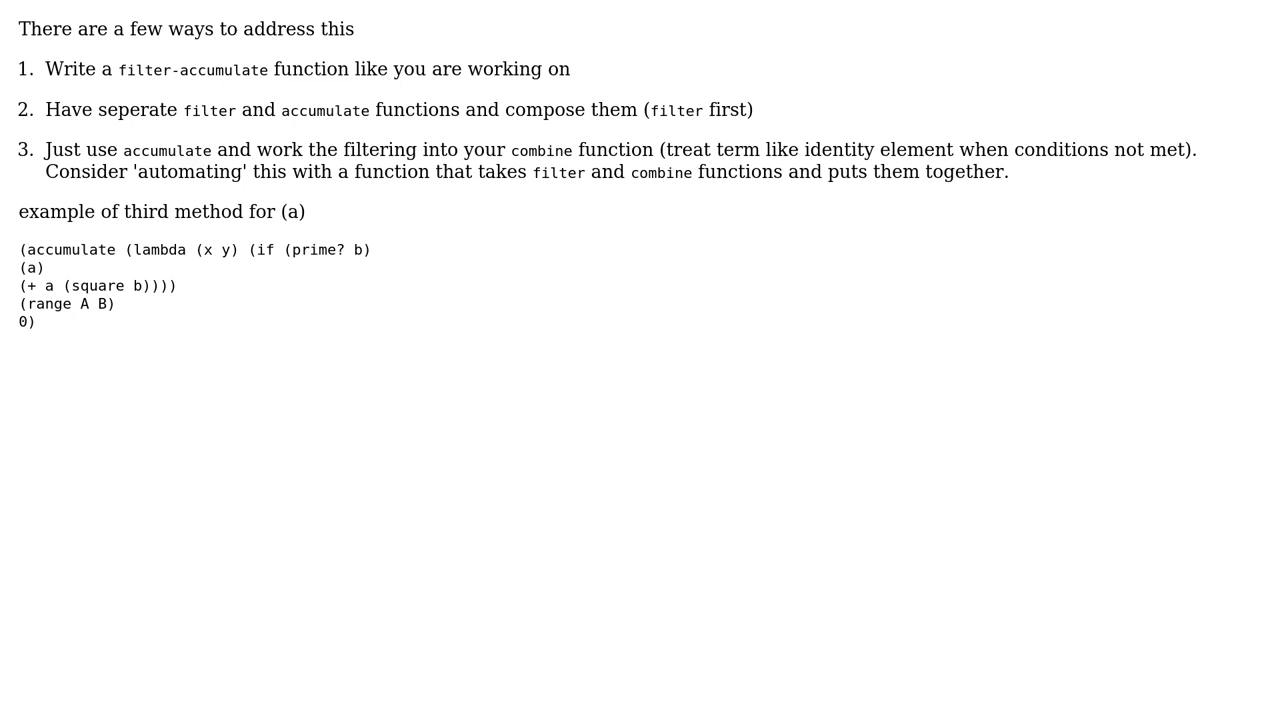 There are a few ways to address this
1. Write a filter-accumulate function like you are working on
2. Have seperate filter and accumulate functions and compose them (filter first)
3. Just use accumulate and work the filtering into your combine function (treat term like identity element when conditions not met).
Consider 'automating' this with a function that takes filter and combine functions and puts them together.
example of third method for (a)
(accumulate (lambda (x y) (if (prime? b)
(a)
(+ a (square b))))
(range A B)
0)